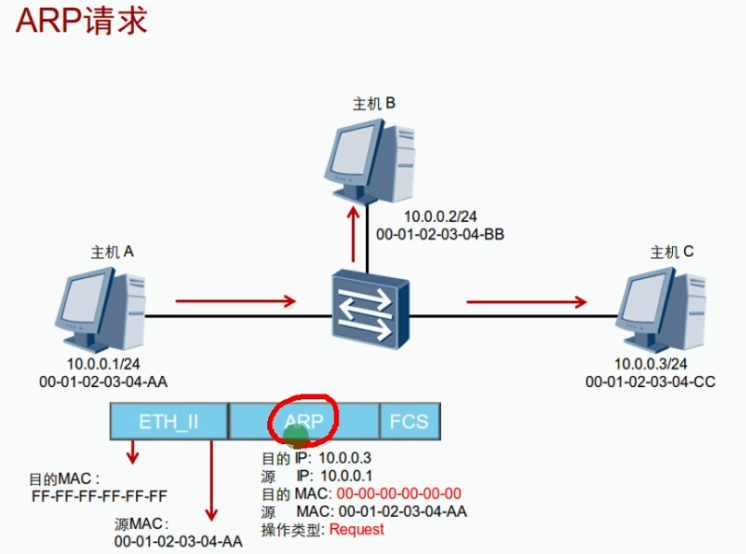 ARP请求
主机 B
10.0.0.2/24
00-01-02-03-04-BB
主机 A
主机 C
10.0.0.1/24
00-01-02-03-04-AA
10.0.0.3/24
00-01-02-03-04-CC
ETH_II ARP FCS
目的 IP: 10.0.0.3
源 IP: 10.0.0.1
目的 MAC: 00-00-00-00-00-00
源 MAC: 00-01-02-03-04-AA
操作类型: Request
目的MAC :
FF-FF-FF-FF-FF-FF
源MAC :
00-01-02-03-04-AA